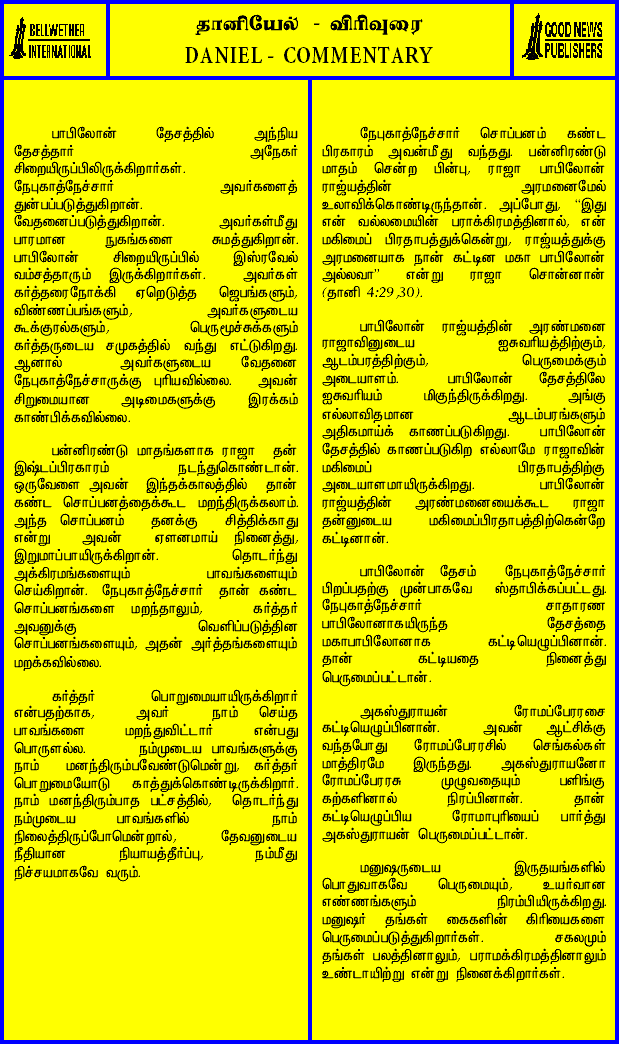 BELLWETHER
INTERNATIONAL
தானியேல் - விரிவுரை
DANIEL - COMMENTARY
GOOD NEWS
PUBLISHERS
பாபிலோன் தேசத்தில் அந்நிய
தேசத்தார் அநேகர்
சிறையிருப்பிலிருக்கிறார்கள்.
நேபுகாத்நேச்சார் அவர்களைத்
துன்பப்படுத்துகிறான்.
வேதனைப்படுத்துகிறான். அவர்கள்மீது
பாரமான நுகங்களை சுமத்துகிறான்.
பாபிலோன் சிறையிருப்பில் இஸ்ரவேல்
வம்சத்தாரும் இருக்கிறார்கள். அவர்கள்
கர்த்தரைநோக்கி ஏறெடுத்த ஜெபங்களும்,
விண்ணப்பங்களும், அவர்களுடைய
கூக்குரல்களும், பெருமூச்சுக்களும்
கர்த்தருடைய சமுகத்தில் வந்து எட்டுகிறது.
ஆனால் அவர்களுடைய வேதனை
நேபுகாத்நேச்சாருக்கு புரியவில்லை. அவன்
சிறுமையான அடிமைகளுக்கு இரக்கம்
காண்பிக்கவில்லை.
பன்னிரண்டு மாதங்களாக ராஜா தன்
இஷ்டப்பிரகாரம் நடந்துகொண்டான்.
ஒருவேளை அவன் இந்தக்காலத்தில் தான்
கண்ட சொப்பனத்தைக்கூட மறந்திருக்கலாம்.
அந்த சொப்பனம் தனக்கு சித்திக்காது
என்று அவன் ஏளனமாய் நினைத்து,
இறுமாப்பாயிருக்கிறான். தொடர்ந்து
அக்கிரமங்களையும் பாவங்களையும்
செய்கிறான். நேபுகாத்நேச்சார் தான் கண்ட
சொப்பனங்களை மறந்தாலும், கர்த்தர்
அவனுக்கு வெளிப்படுத்தின
சொப்பனங்களையும், அதன் அர்த்தங்களையும்
மறக்கவில்லை.
கர்த்தர் பொறுமையாயிருக்கிறார்
என்பதற்காக, அவர் நாம் செய்த
பாவங்களை மறந்துவிட்டார் என்பது
பொருளல்ல. நம்முடைய பாவங்களுக்கு
நாம் மனந்திரும்பவேண்டுமென்று, கர்த்தர்
பொறுமையோடு காத்துக்கொண்டிருக்கிறார்.
நாம் மனந்திரும்பாத பட்சத்தில், தொடர்ந்து
நம்முடைய பாவங்களில் நாம்
நிலைத்திருப்போமென்றால், தேவனுடைய
நீதியான நியாயத்தீர்ப்பு, நம்மீது
நிச்சயமாகவே வரும்.
நேபுகாத்நேச்சார் சொப்பனம் கண்ட
பிரகாரம் அவன்மீது வந்தது. பன்னிரண்டு
மாதம் சென்ற பின்பு, ராஜா பாபிலோன்
ராஜ்யத்தின் அரமனைமேல்
உலாவிக்கொண்டிருந்தான். அப்போது, "இது
என் வல்லமையின் பராக்கிரமத்தினால், என்
மகிமைப் பிரதாபத்துக்கென்று, ராஜ்யத்துக்கு
அரமனையாக நான் கட்டின மகா பாபிலோன்
அல்லவா" என்று ராஜா சொன்னான்
(தானி 4:29,30).
பாபிலோன் ராஜ்யத்தின் அரண்மனை
ராஜாவினுடைய ஐசுவரியத்திற்கும்,
ஆடம்பரத்திற்கும், பெருமைக்கும்
அடையாளம். பாபிலோன் தேசத்திலே
ஐசுவரியம் மிகுந்திருக்கிறது. அங்கு
எல்லாவிதமான ஆடம்பரங்களும்
அதிகமாய்க் காணப்படுகிறது. பாபிலோன்
தேசத்தில் காணப்படுகிற எல்லாமே ராஜாவின்
மகிமைப் பிரதாபத்திற்கு
அடையாளமாயிருக்கிறது. பாபிலோன்
ராஜ்யத்தின் அரண்மனையைக்கூட ராஜா
தன்னுடைய மகிமைப்பிரதாபத்திற்கென்றே
கட்டினான்.
பாபிலோன் தேசம் நேபுகாத்நேச்சார்
பிறப்பதற்கு முன்பாகவே ஸ்தாபிக்கப்பட்டது.
நேபுகாத்நேச்சார் சாதாரண
பாபிலோனாகயிருந்த தேசத்தை
மகாபாபிலோனாக கட்டியெழுப்பினான்.
தான் கட்டியதை நினைத்து
பெருமைப்பட்டான்.
அகஸ்துராயன் ரோமப்பேரரசை
கட்டியெழுப்பினான். அவன் ஆட்சிக்கு
வந்தபோது ரோமப்பேரரசில் செங்கல்கள்
மாத்திரமே இருந்தது. அகஸ்துராயனோ
ரோமப்பேரரசு முழுவதையும் பளிங்கு
கற்களினால் நிரப்பினான். தான்
கட்டியெழுப்பிய ரோமாபுரியைப் பார்த்து
அகஸ்துராயன் பெருமைப்பட்டான்.
மனுஷருடைய இருதயங்களில்
பொதுவாகவே பெருமையும், உயர்வான
எண்ணங்களும் நிரம்பியிருக்கிறது.
மனுஷர் தங்கள் கைகளின் கிரியைகளை
பெருமைப்படுத்துகிறார்கள். சகலமும்
தங்கள் பலத்தினாலும், பராமக்கிரமத்தினாலும்
உண்டாயிற்று என்று நினைக்கிறார்கள்.